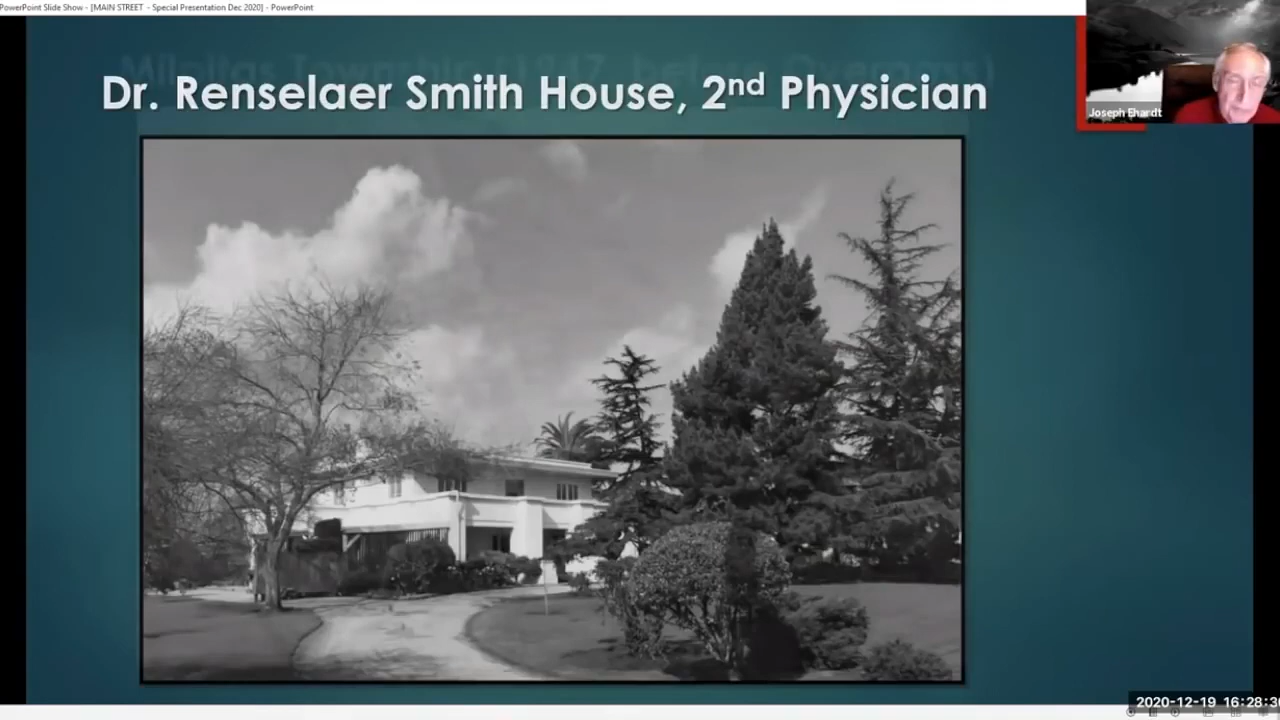 PowerPoint Slide Show - [MAIN STREET - Special Presentation Dec 2020] - PowerPoint
Dr. Renselaer Smith House, 2nd Physician
Joseph Ehardt
2020-12-19 16:28:3